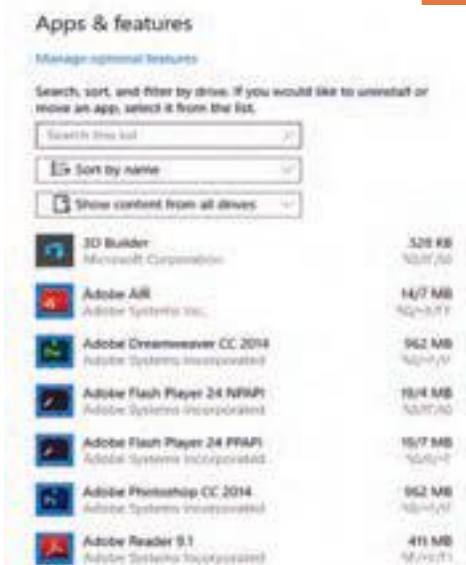 Apps & features
Manage optional features
Search, sort, and filter by drive. If you would like to uninstall or
move an app, select it from the list.
Search this list
Sort by name
Show content from all drives
3D Builder
Microsoft Corporation
528 KB
Adobe AIR
Adobe Systems Inc.
14/7 MB
Adobe Dreamweaver CC 2014
Adobe Systems Incorporated
962 MB
Adobe Flash Player 24 NPAPI
Adobe Systems Incorporated
19/4 MB
Adobe Flash Player 24 PPAPI
Adobe Systems Incorporated
19/7 MB
Adobe Photoshop CC 2014
Adobe Systems Incorporated
962 MB
Adobe Reader 9.1
Adobe Systems Incorporated
411 MB